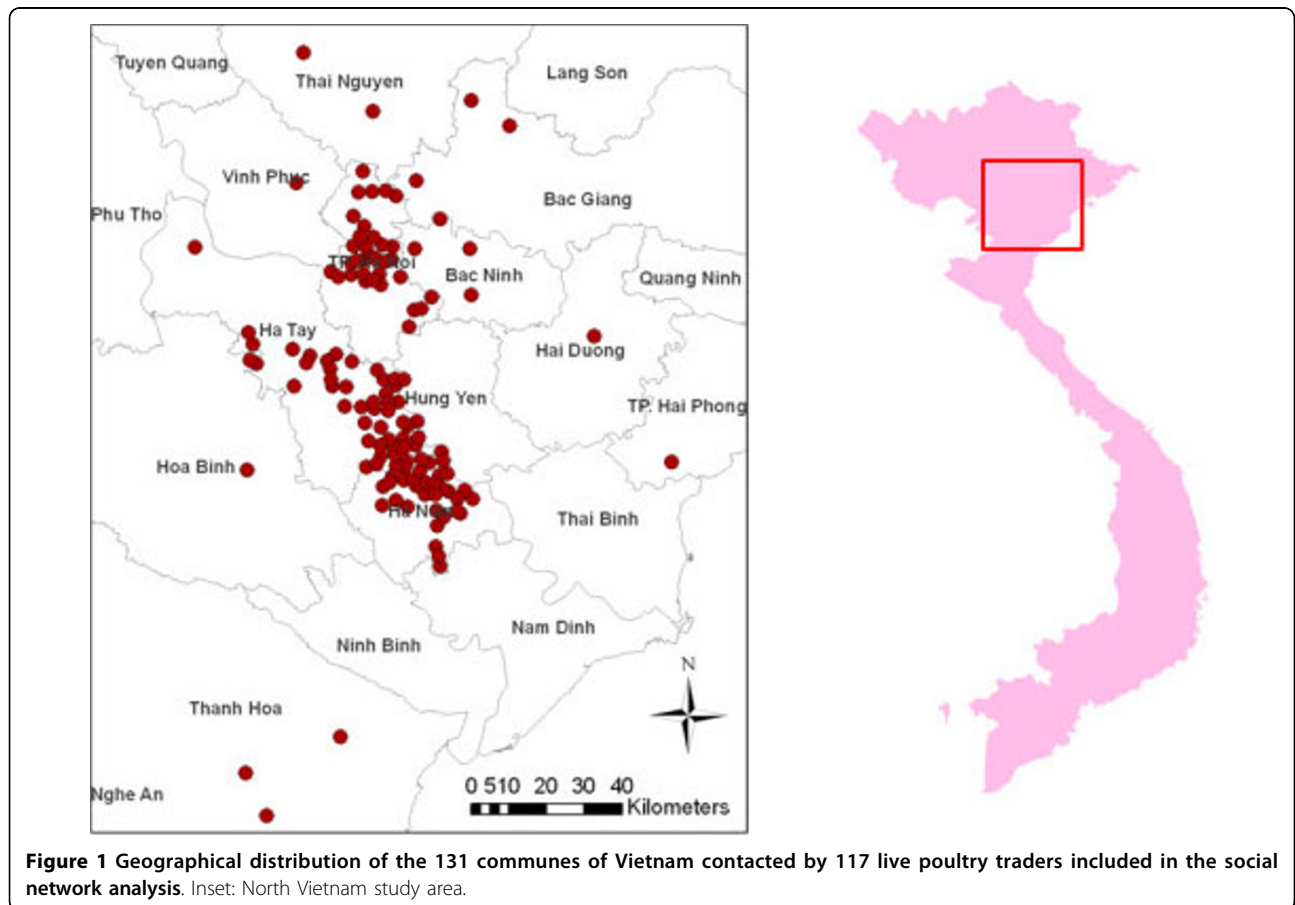 Tuyen Quang
Thai Nguyen
Lang Son
Vinh Phuc
Bac Giang
Phu Tho
Bac Ninh
Quang Ninh
Ha Tay
Hai Duong
Hung Yen
TP. Hai Phong
Hoa Binh
Thai Binh
Nam Dinh
Ninh Binh
N
Thanh Hoa
0 5 10 20 30 40
Kilometers
Nghe An
Figure 1 Geographical distribution of the 131 communes of Vietnam contacted by 117 live poultry traders included in the social
network analysis. Inset: North Vietnam study area.